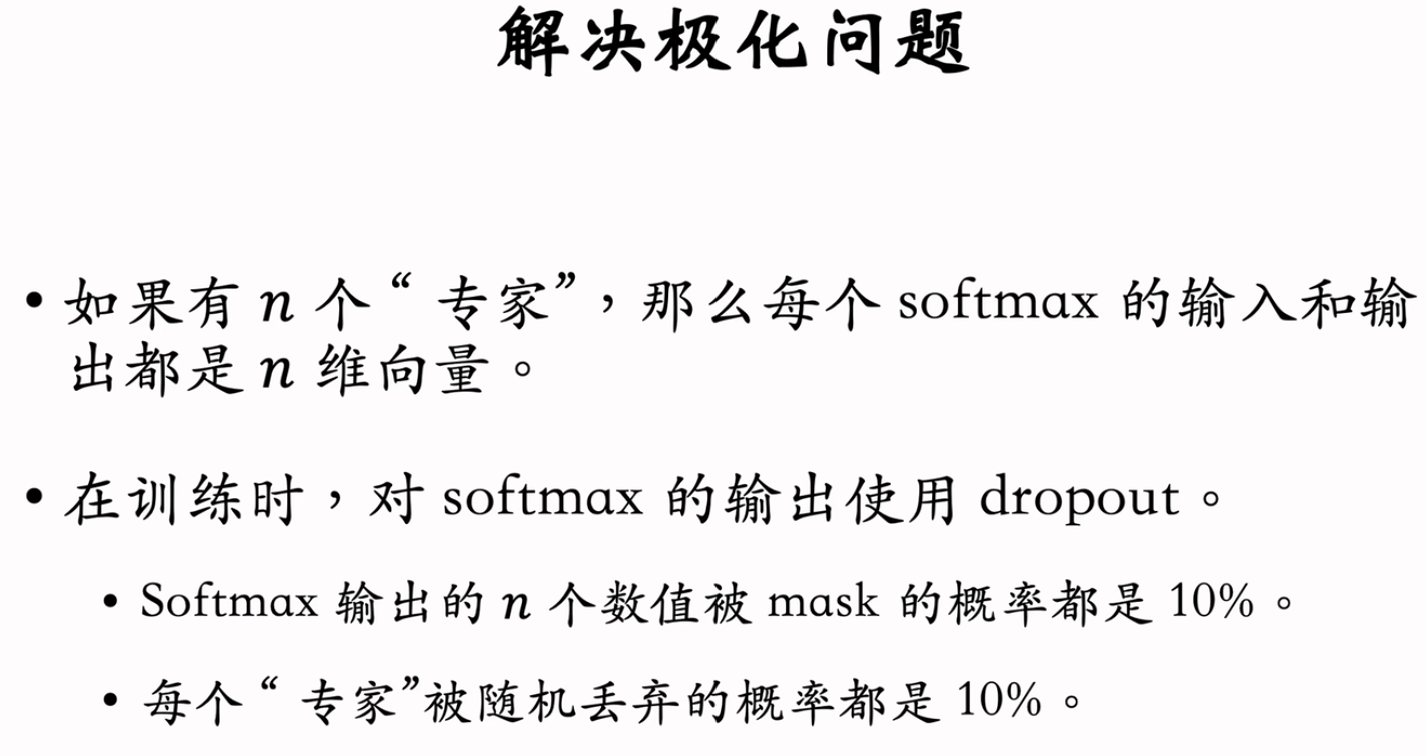 解决极化问题
• 如果有 n 个 “ 专家”，那么每个 softmax 的输入和输
出都是 n 维向量。
• 在训练时，对 softmax 的输出使用 dropout。
• Softmax 输出的 n 个数值被 mask 的概率都是 10%。
• 每个 “ 专家”被随机丢弃的概率都是 10%。